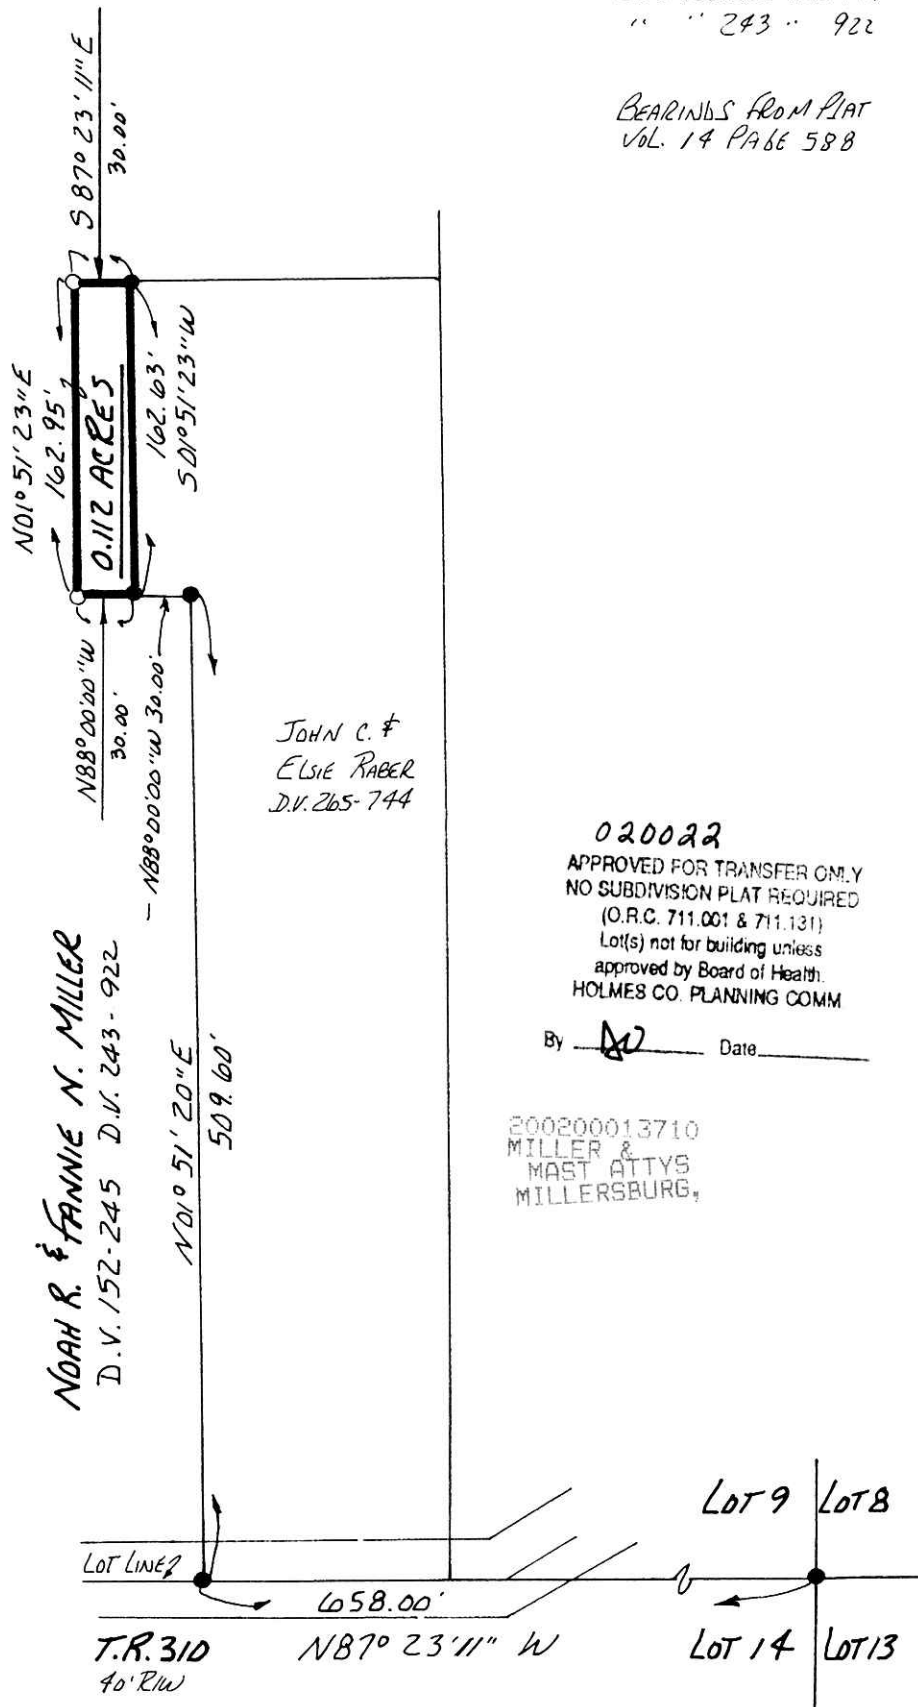 " " 243 " 922
BEARINGS FROM PLAT
VOL. 14 PAGE 588
S 87° 23' 11" E
30.00'
N01° 51' 23" E
162.95'
0.112 ACRES
162.63'
S01° 51' 23" W
N88° 00' 00" W
30.00'
N88° 00' 00" W 30.00'
JOHN C. &
ELSIE RABER
D.V. 265-744
020022
APPROVED FOR TRANSFER ONLY
NO SUBDIVISION PLAT REQUIRED
(O.R.C. 711.001 & 711.131)
Lot(s) not for building unless
approved by Board of Health.
HOLMES CO. PLANNING COMM
By Date
200200013710
MILLER &
MAST ATTYS
MILLERSBURG,
NOAH R. & FANNIE N. MILLER
D.V. 152-245 D.V. 243-922
N01° 51' 20" E
509.60'
LOT 9 LOT 8
LOT LINE
658.00'
T.R. 310 N87° 23' 11" W
40' R/W
LOT 14 LOT 13